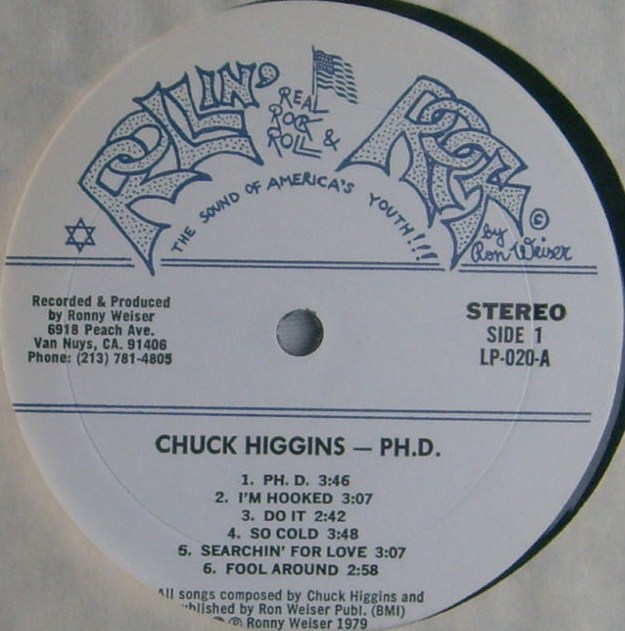 ROLLIN' ROCK
REAL
ROCK
&
ROLL
THE SOUND OF AMERICA'S YOUTH!!!
©
by
Ron Weiser
Recorded & Produced
by Ronny Weiser
6918 Peach Ave.
Van Nuys, CA. 91406
Phone: (213) 781-4805
STEREO
SIDE 1
LP-020-A
CHUCK HIGGINS — PH.D.
1. PH. D. 3:46
2. I'M HOOKED 3:07
3. DO IT 2:42
4. SO COLD 3:48
5. SEARCHIN' FOR LOVE 3:07
6. FOOL AROUND 2:58
All songs composed by Chuck Higgins and
published by Ron Weiser Publ. (BMI)
© ℗ Ronny Weiser 1979